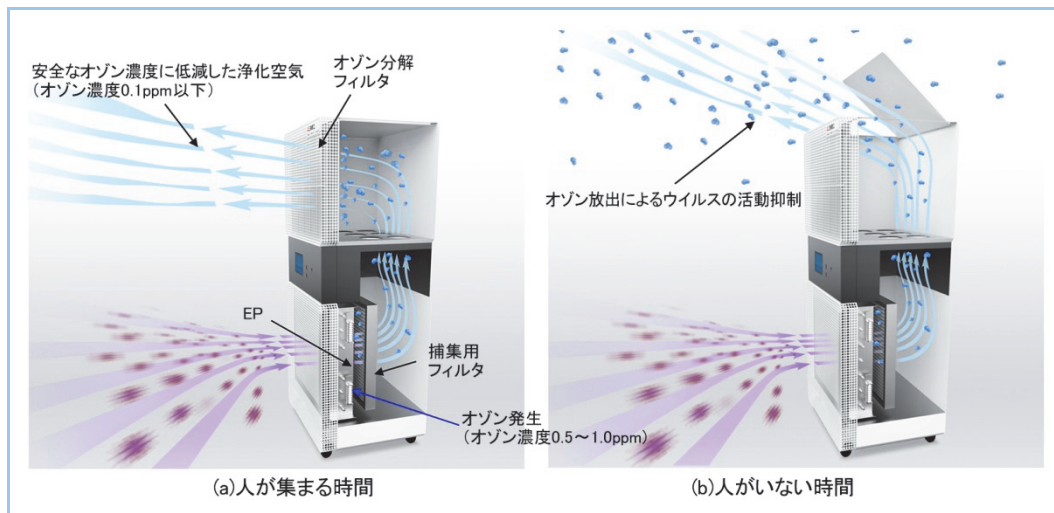 安全なオゾン濃度に低減した浄化空気
(オゾン濃度0.1ppm以下)
オゾン分解
フィルタ
EP
捕集用
フィルタ
オゾン発生
(オゾン濃度0.5～1.0ppm)
(a)人が集まる時間
オゾン放出によるウイルスの活動抑制
(b)人がいない時間